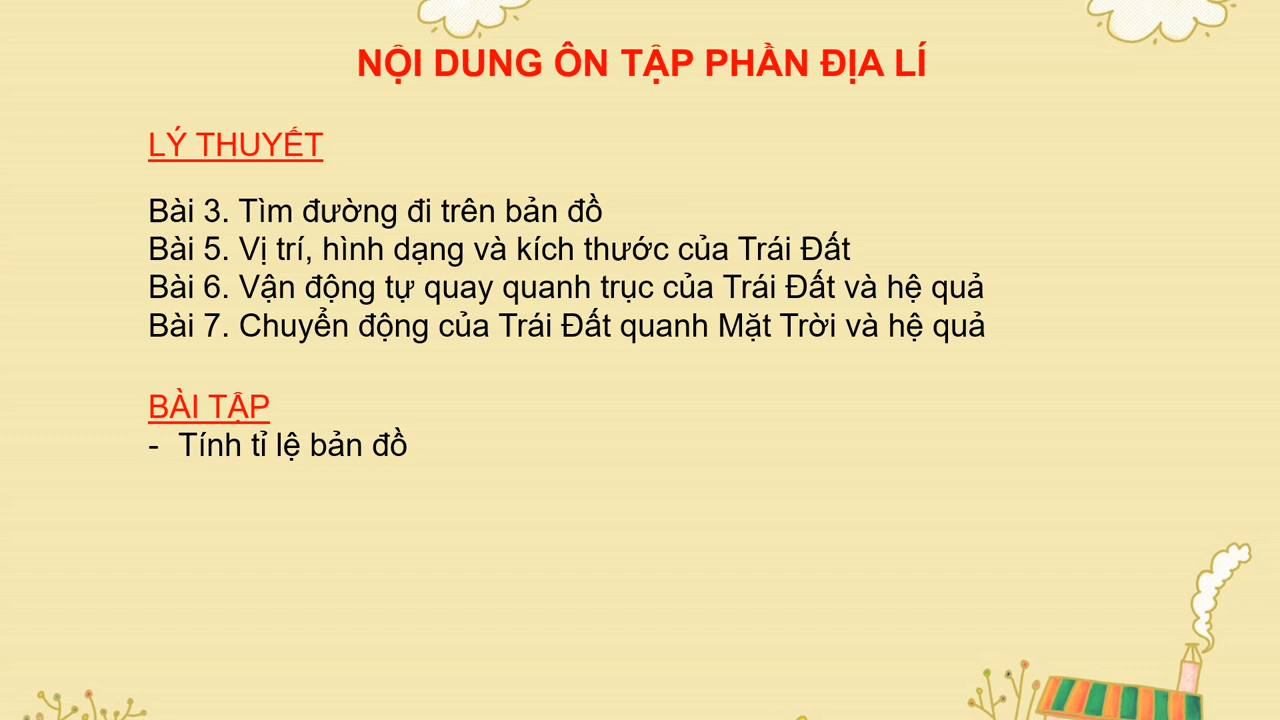 NỘI DUNG ÔN TẬP PHẦN ĐỊA LÍ
LÝ THUYẾT
Bài 3. Tìm đường đi trên bản đồ
Bài 5. Vị trí, hình dạng và kích thước của Trái Đất
Bài 6. Vận động tự quay quanh trục của Trái Đất và hệ quả
Bài 7. Chuyển động của Trái Đất quanh Mặt Trời và hệ quả
BÀI TẬP
- Tính tỉ lệ bản đồ